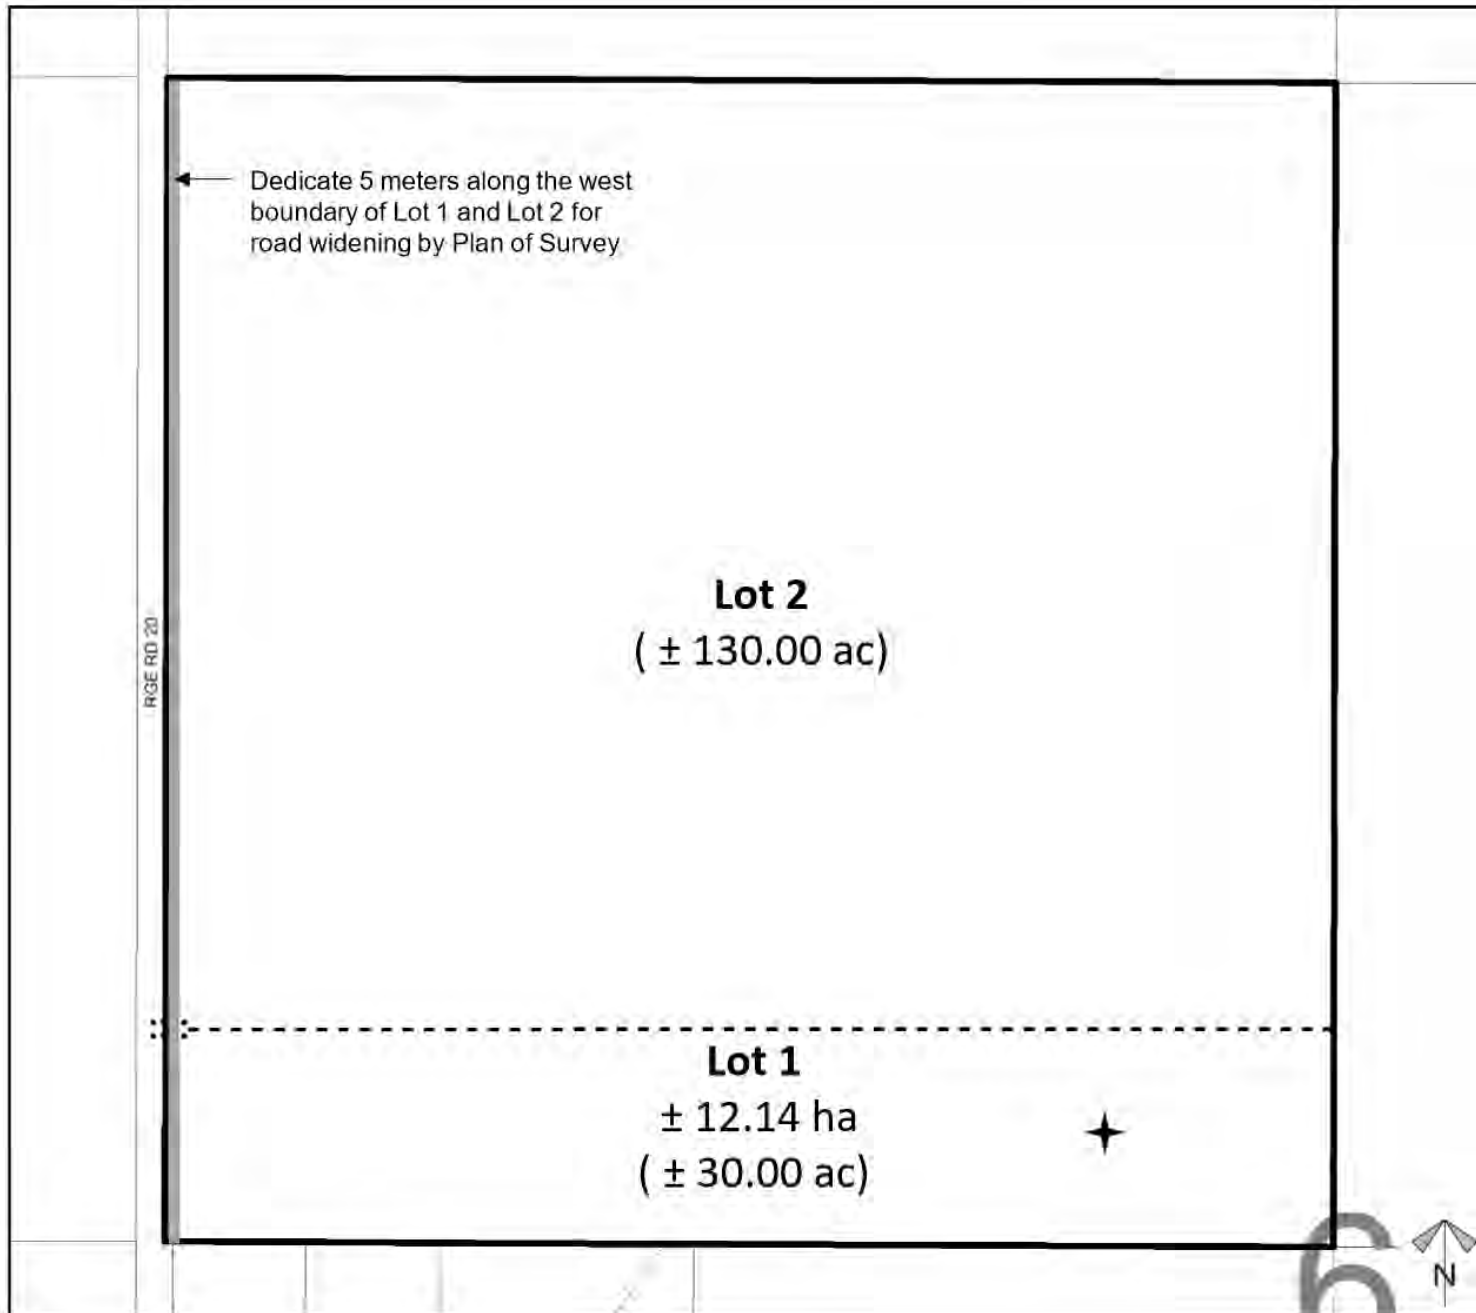 Dedicate 5 meters along the west
boundary of Lot 1 and Lot 2 for
road widening by Plan of Survey
Lot 2
( ± 130.00 ac)
RGE RD 20
Lot 1
± 12.14 ha
( ± 30.00 ac)
6
N